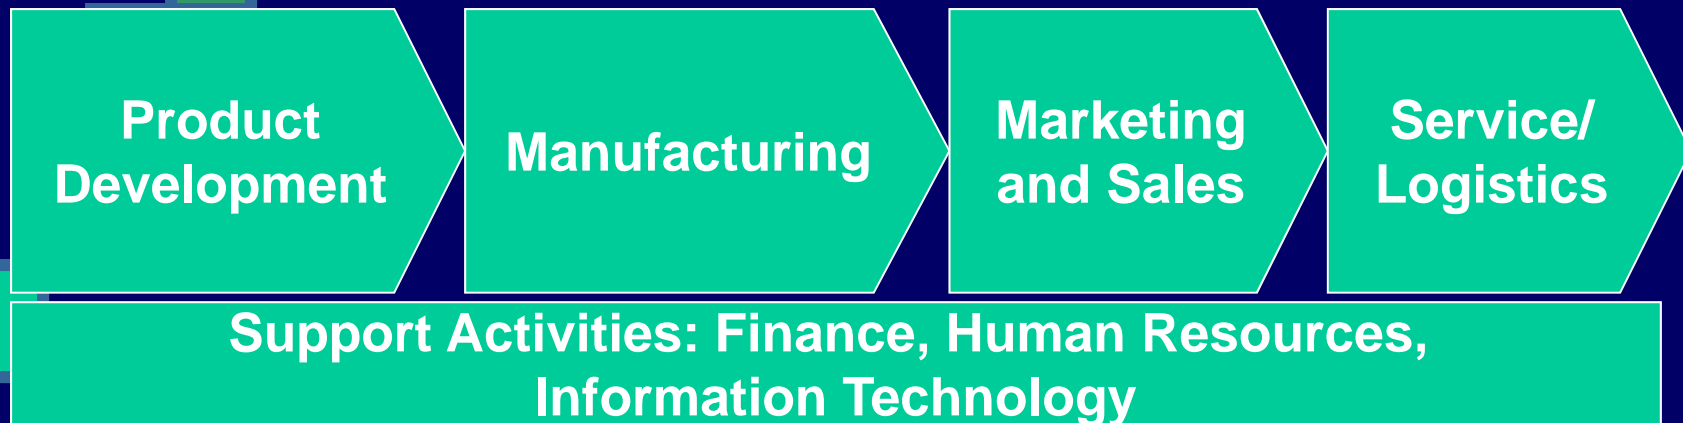 Product
Development
Manufacturing
Marketing
and Sales
Service/
Logistics
Support Activities: Finance, Human Resources,
Information Technology